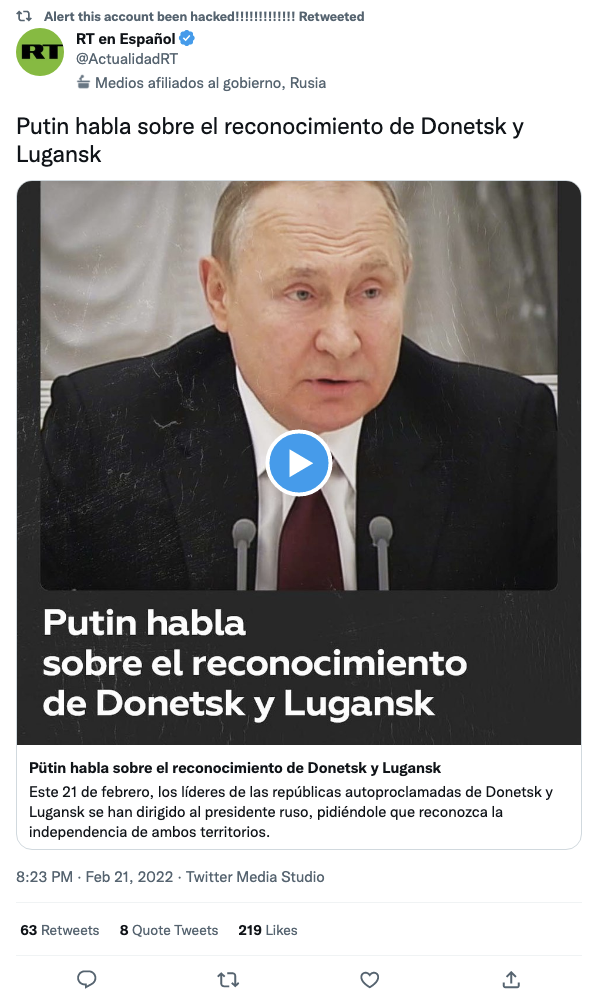 Alert this account been hacked!!!!!!!!!!!!! Retweeted
RT
RT en Español
@ActualidadRT
Medios afiliados al gobierno, Rusia
Putin habla sobre el reconocimiento de Donetsk y
Lugansk
Putin habla
sobre el reconocimiento
de Donetsk y Lugansk
Pütin habla sobre el reconocimiento de Donetsk y Lugansk
Este 21 de febrero, los líderes de las repúblicas autoproclamadas de Donetsk y
Lugansk se han dirigido al presidente ruso, pidiéndole que reconozca la
independencia de ambos territorios.
8:23 PM · Feb 21, 2022 · Twitter Media Studio
63 Retweets 8 Quote Tweets 219 Likes